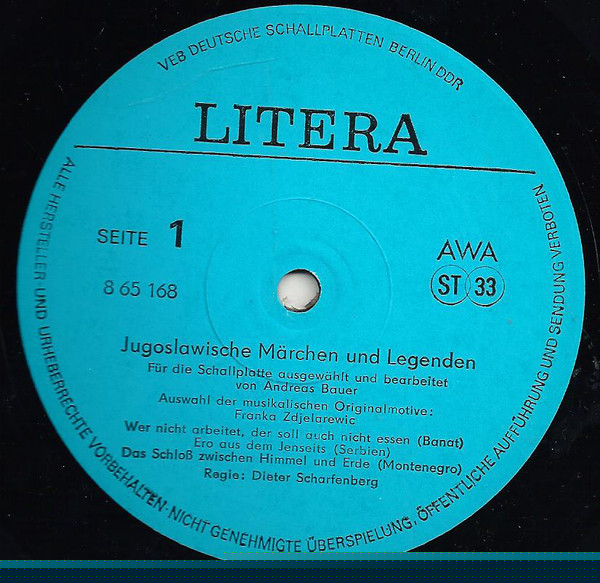 VEB DEUTSCHE SCHALLPLATTEN BERLIN DDR
LITERA
SEITE 1
8 65 168
AWA
ST 33
Jugoslawische Märchen und Legenden
Für die Schallplatte ausgewählt und bearbeitet
von Andreas Bauer
Auswahl der musikalischen Originalmotive:
Franka Zdjelarewic
Wer nicht arbeitet, der soll auch nicht essen (Banat)
Ero aus dem Jenseits (Serbien)
Das Schloß zwischen Himmel und Erde (Montenegro)
Regie: Dieter Scharfenberg
ALLE HERSTELLER- UND URHEBERRECHTE VORBEHALTEN·NICHT GENEHMIGTE ÜBERSPIELUNG, ÖFFENTLICHE AUFFÜHRUNG UND SENDUNG VERBOTEN